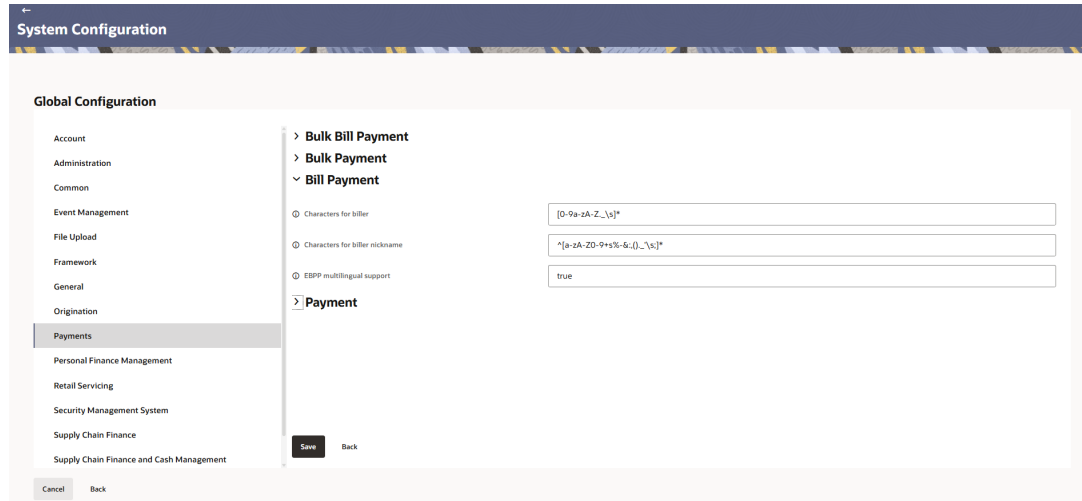 ←
System Configuration
Global Configuration
Account
Administration
Common
Event Management
File Upload
Framework
General
Origination
Payments
Personal Finance Management
Retail Servicing
Security Management System
Supply Chain Finance
Supply Chain Finance and Cash Management
Bulk Bill Payment
Bulk Payment
Bill Payment
Characters for biller [0-9a-zA-Z._\s]*
Characters for biller nickname ^[a-zA-Z0-9+s%-&:,()._'\s;]*
EBPP multilingual support true
Payment
Save Back
Cancel Back